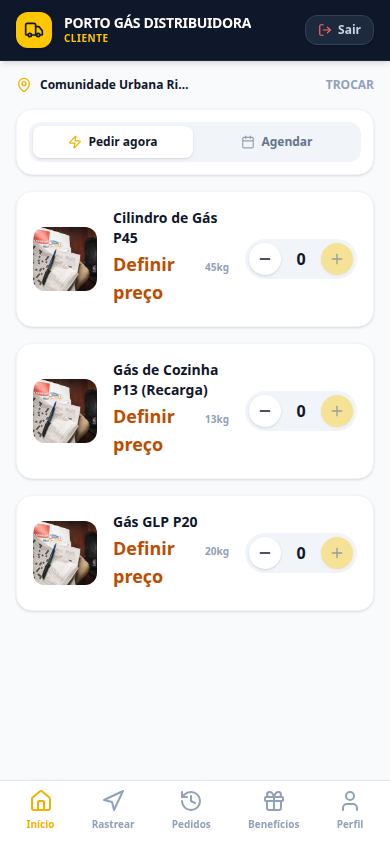 PORTO GÁS DISTRIBUIDORA
CLIENTE
Sair
Comunidade Urbana Ri...
TROCAR
Pedir agora
Agendar
Cilindro de Gás
P45
Definir
preço
45kg
0
Gás de Cozinha
P13 (Recarga)
Definir
preço
13kg
0
Gás GLP P20
Definir
preço
20kg
0
Início
Rastrear
Pedidos
Benefícios
Perfil